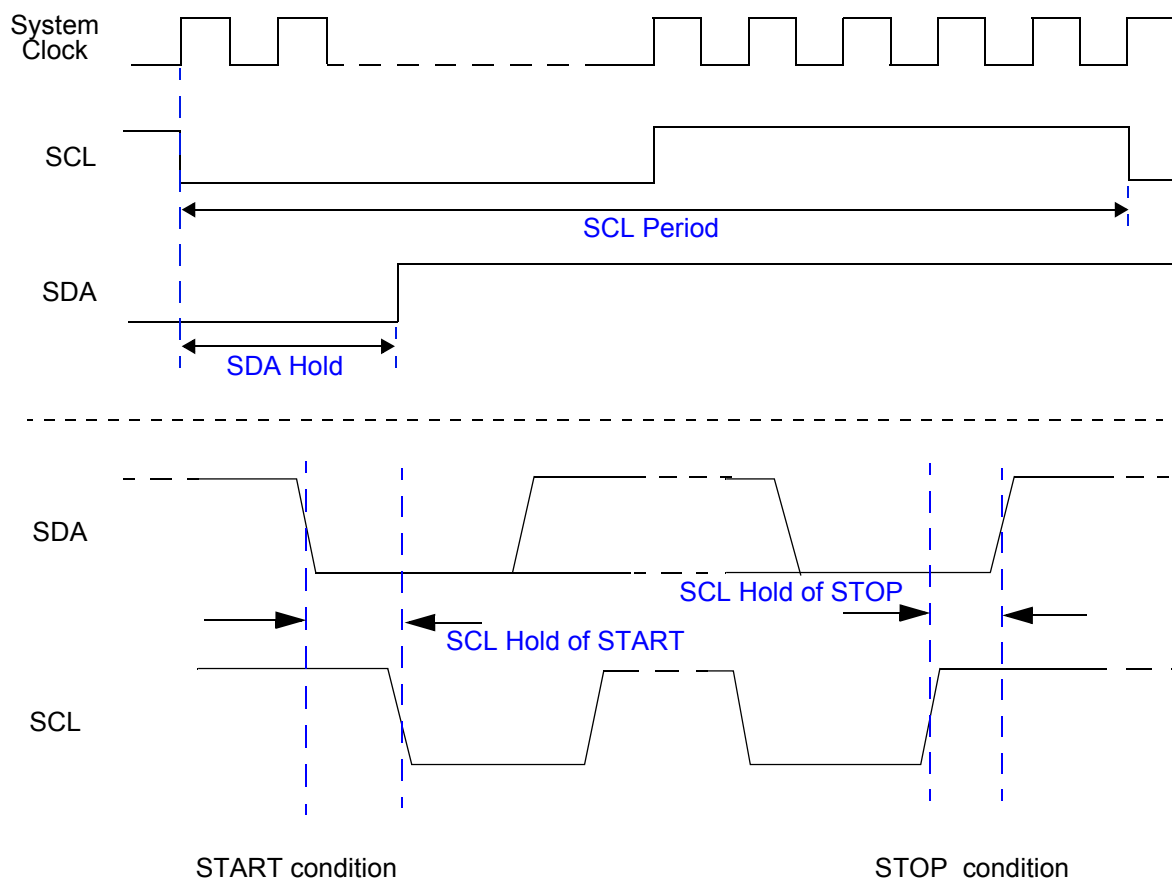 System
Clock
SCL
SCL Period
SDA
SDA Hold
SDA
SCL Hold of STOP
SCL Hold of START
SCL
START condition
STOP condition